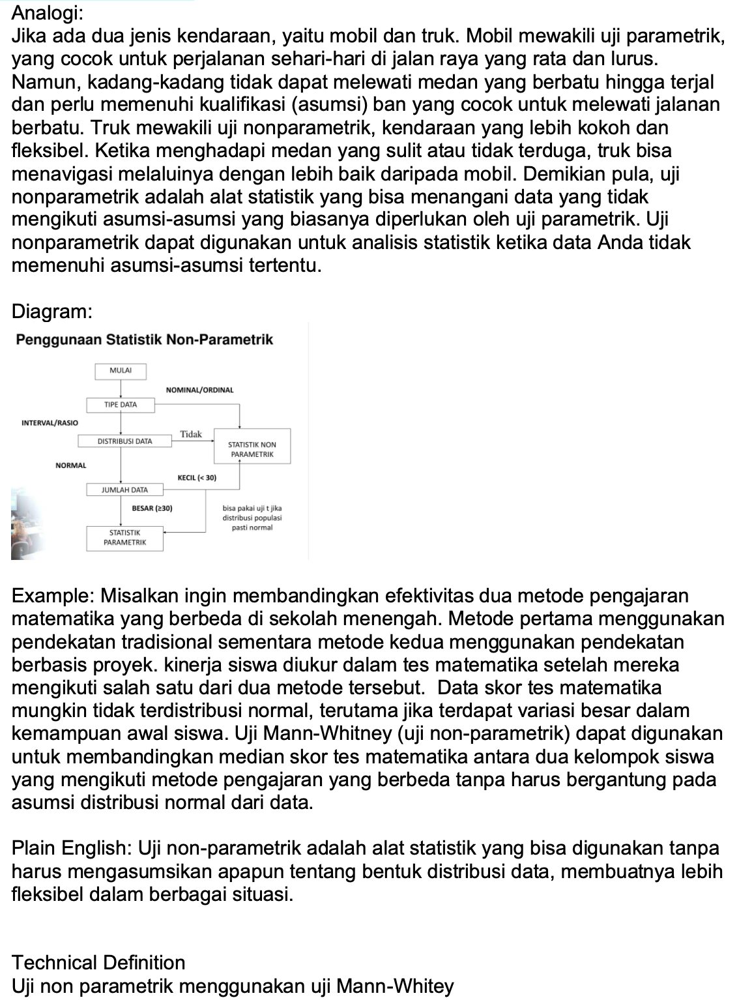 Analogi:
Jika ada dua jenis kendaraan, yaitu mobil dan truk. Mobil mewakili uji parametrik,
yang cocok untuk perjalanan sehari-hari di jalan raya yang rata dan lurus.
Namun, kadang-kadang tidak dapat melewati medan yang berbatu hingga terjal
dan perlu memenuhi kualifikasi (asumsi) ban yang cocok untuk melewati jalanan
berbatu. Truk mewakili uji nonparametrik, kendaraan yang lebih kokoh dan
fleksibel. Ketika menghadapi medan yang sulit atau tidak terduga, truk bisa
menavigasi melaluinya dengan lebih baik daripada mobil. Demikian pula, uji
nonparametrik adalah alat statistik yang bisa menangani data yang tidak
mengikuti asumsi-asumsi yang biasanya diperlukan oleh uji parametrik. Uji
nonparametrik dapat digunakan untuk analisis statistik ketika data Anda tidak
memenuhi asumsi-asumsi tertentu.
Diagram:
Penggunaan Statistik Non-Parametrik
MULAI
NOMINAL/ORDINAL
TIPE DATA
INTERVAL/RASIO
Tidak
DISTRIBUSI DATA
STATISTIK NON
PARAMETRIK
NORMAL
KECIL (< 30)
JUMLAH DATA
BESAR (≥30)
bisa pakai uji t jika
distribusi populasi
pasti normal
STATISTIK
PARAMETRIK
Example: Misalkan ingin membandingkan efektivitas dua metode pengajaran
matematika yang berbeda di sekolah menengah. Metode pertama menggunakan
pendekatan tradisional sementara metode kedua menggunakan pendekatan
berbasis proyek. kinerja siswa diukur dalam tes matematika setelah mereka
mengikuti salah satu dari dua metode tersebut.  Data skor tes matematika
mungkin tidak terdistribusi normal, terutama jika terdapat variasi besar dalam
kemampuan awal siswa. Uji Mann-Whitney (uji non-parametrik) dapat digunakan
untuk membandingkan median skor tes matematika antara dua kelompok siswa
yang mengikuti metode pengajaran yang berbeda tanpa harus bergantung pada
asumsi distribusi normal dari data.
Plain English: Uji non-parametrik adalah alat statistik yang bisa digunakan tanpa
harus mengasumsikan apapun tentang bentuk distribusi data, membuatnya lebih
fleksibel dalam berbagai situasi.
Technical Definition
Uji non parametrik menggunakan uji Mann-Whitey